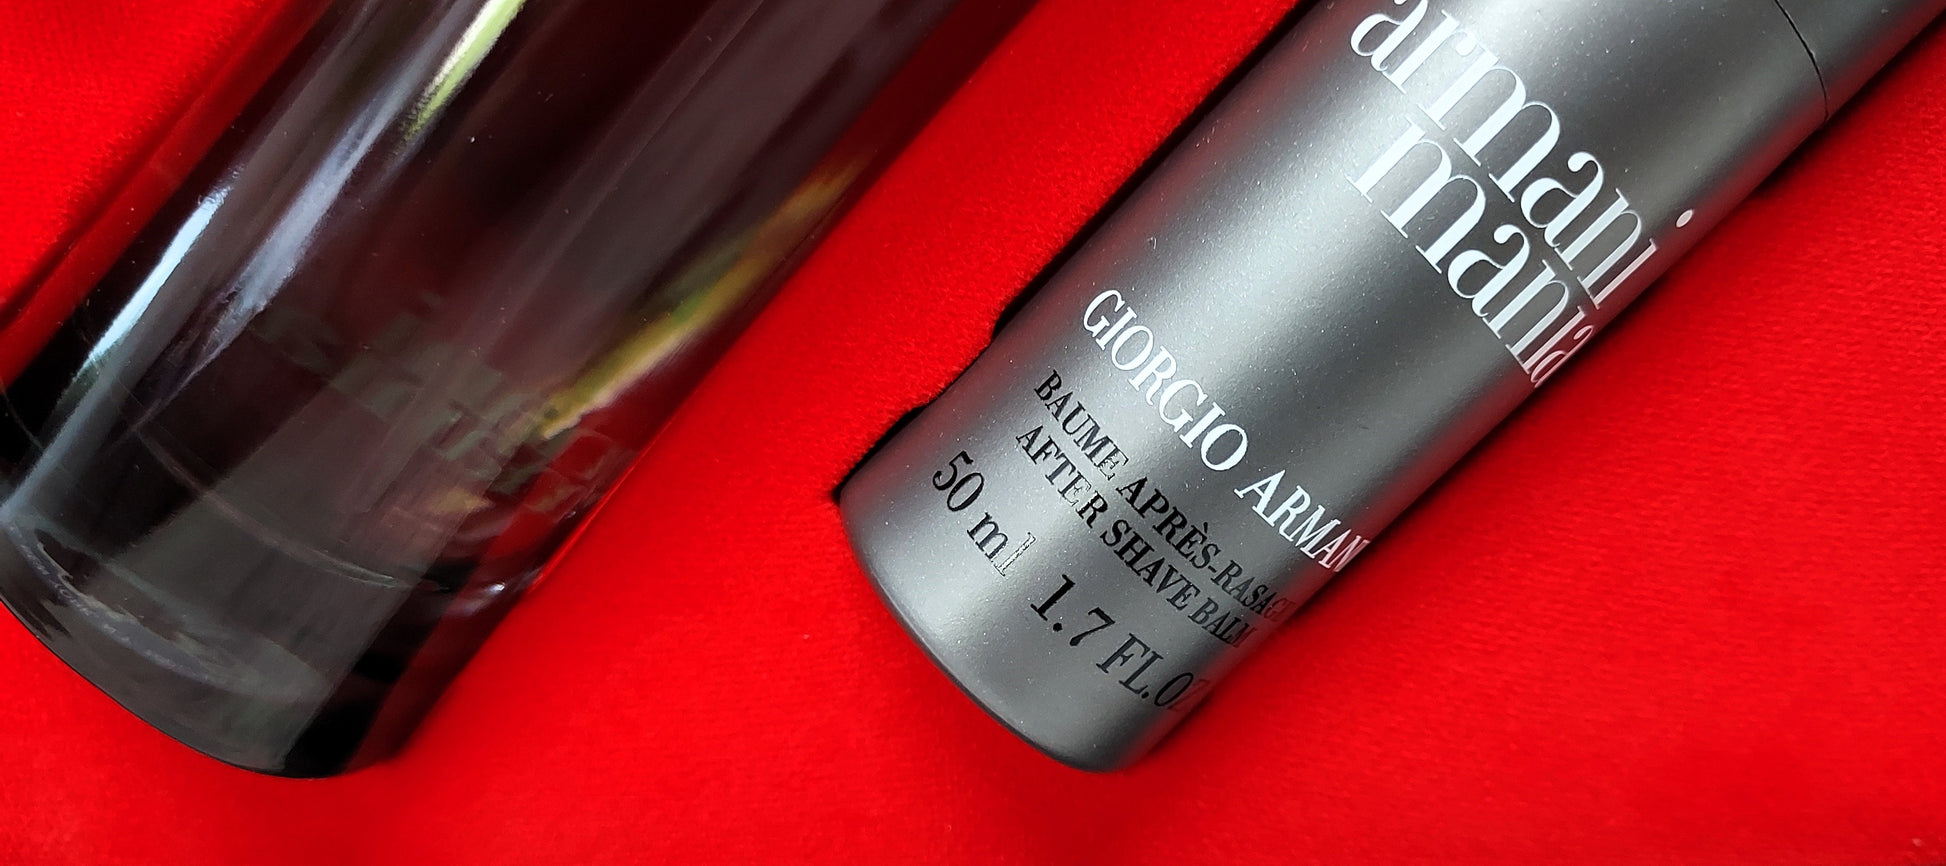 armani
mania
GIORGIO ARMANI
BAUME APRÈS-RASAGE
AFTER SHAVE BALM
50 ml 1.7 FL.OZ